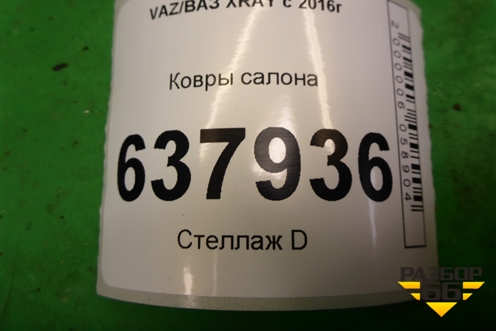 VAZ/ВАЗ XRAY с 2016г
Ковры салона
637936
Стеллаж D
2000006058904
РАЗБОР
66